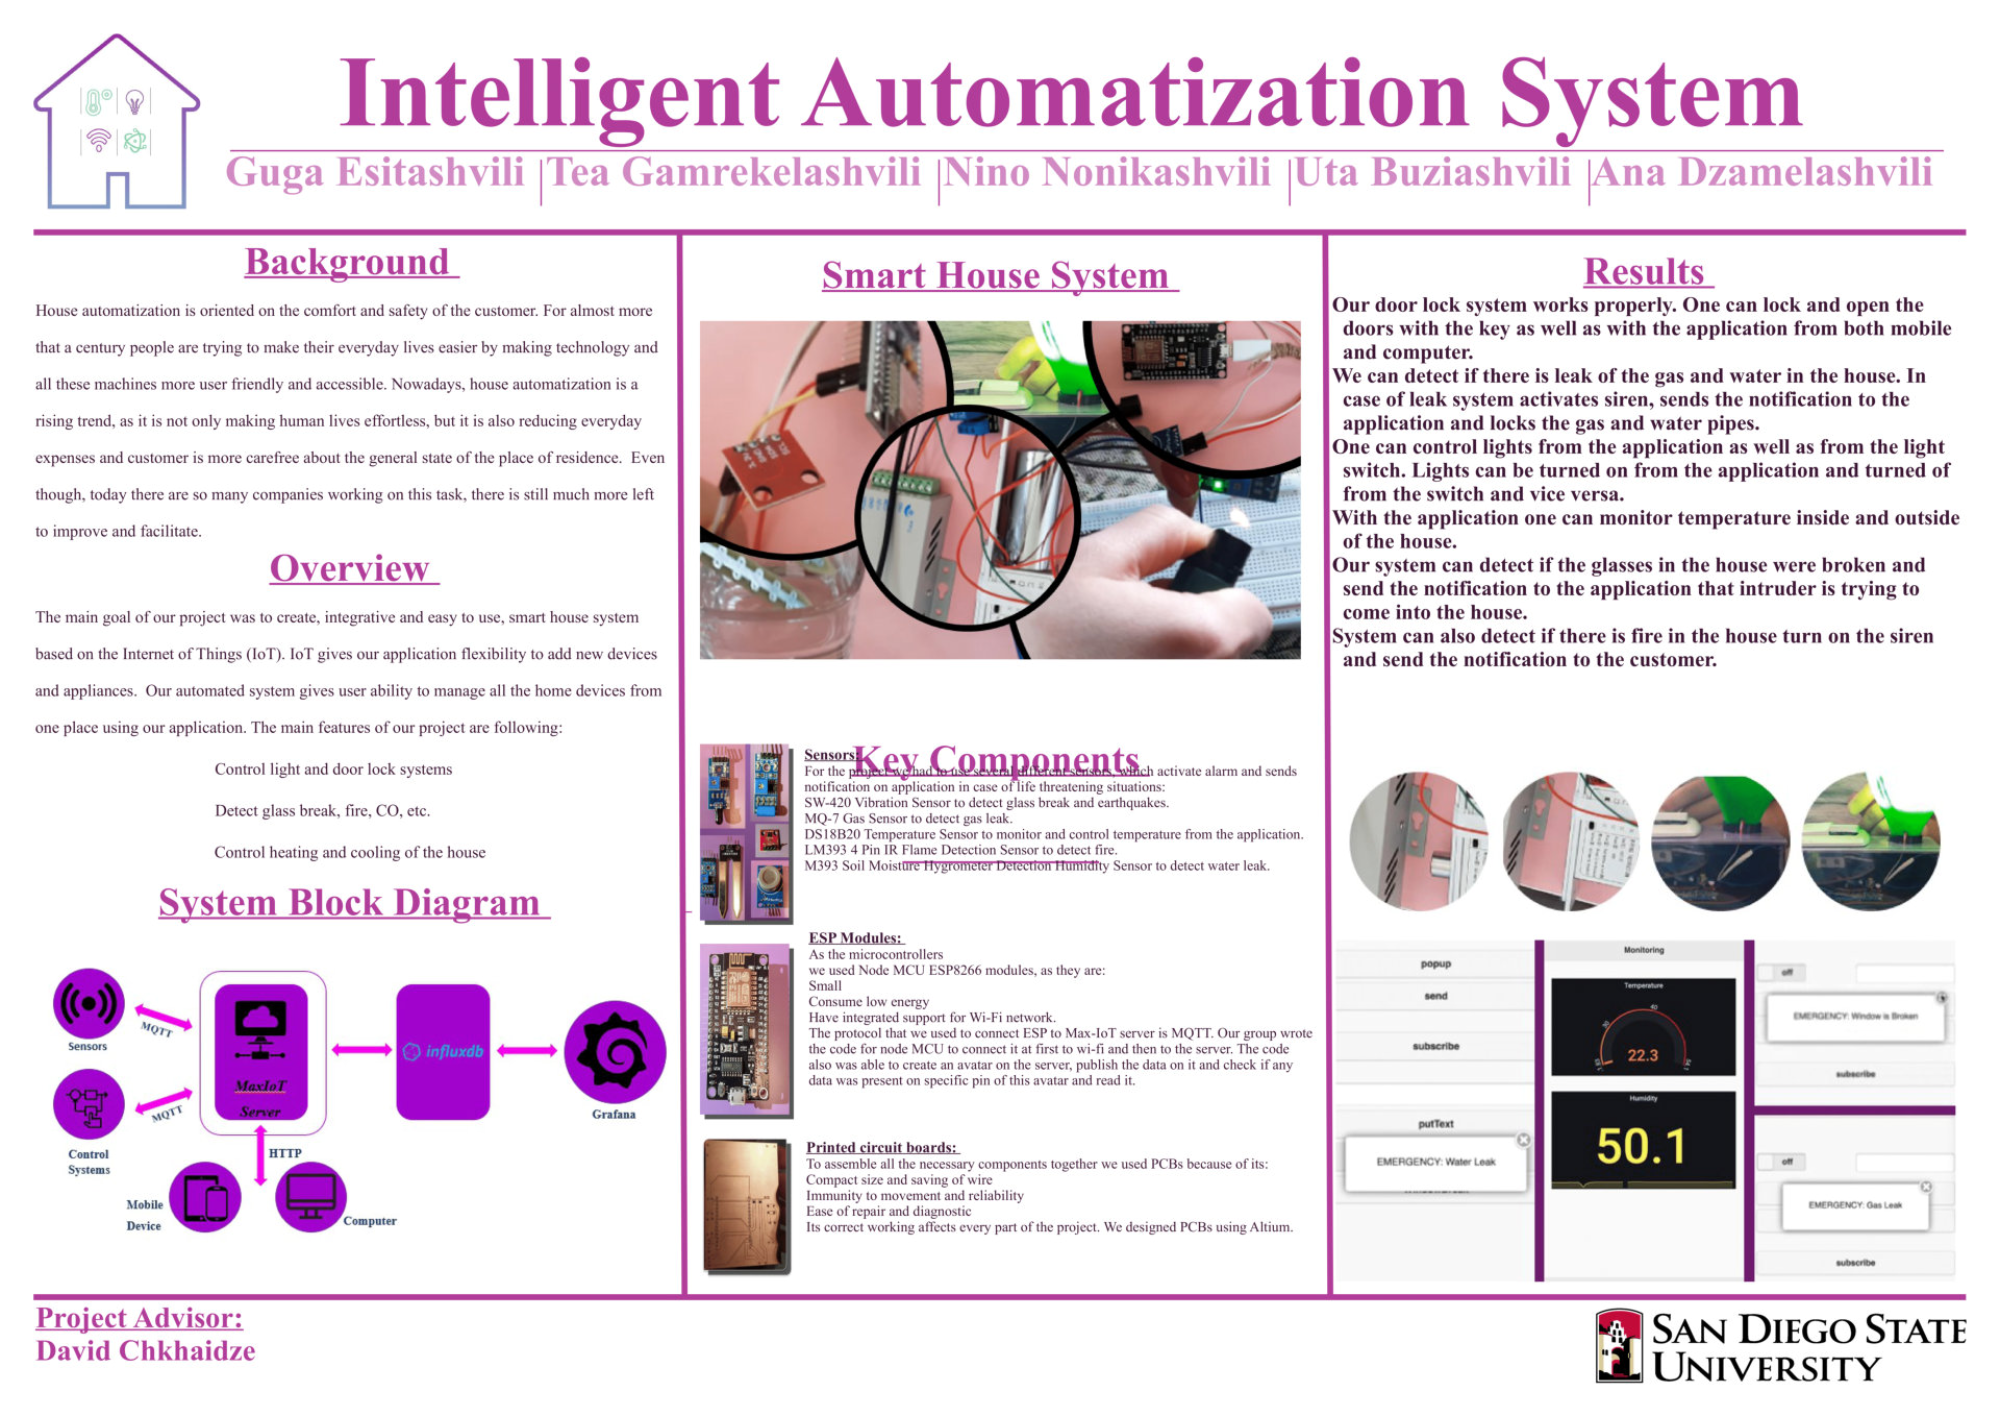 Intelligent Automatization System
Guga Esitashvili | Tea Gamrekelashvili | Nino Nonikashvili | Uta Buziashvili | Ana Dzamelashvili
Background
House automatization is oriented on the comfort and safety of the customer. For almost more
that a century people are trying to make their everyday lives easier by making technology and
all these machines more user friendly and accessible. Nowadays, house automatization is a
rising trend, as it is not only making human lives effortless, but it is also reducing everyday
expenses and customer is more carefree about the general state of the place of residence. Even
though, today there are so many companies working on this task, there is still much more left
to improve and facilitate.
Overview
The main goal of our project was to create, integrative and easy to use, smart house system
based on the Internet of Things (IoT). IoT gives our application flexibility to add new devices
and appliances. Our automated system gives user ability to manage all the home devices from
one place using our application. The main features of our project are following:
Control light and door lock systems
Detect glass break, fire, CO, etc.
Control heating and cooling of the house
System Block Diagram
Sensors
MQTT
MaxIoT
Server
influxdb
Grafana
Control
Systems
MQTT
HTTP
Mobile
Device
Computer
Smart House System
Key Components
Sensors:
For the project we had to use several different sensors, which activate alarm and sends
notification on application in case of life threatening situations:
SW-420 Vibration Sensor to detect glass break and earthquakes.
MQ-7 Gas Sensor to detect gas leak.
DS18B20 Temperature Sensor to monitor and control temperature from the application.
LM393 4 Pin IR Flame Detection Sensor to detect fire.
M393 Soil Moisture Hygrometer Detection Humidity Sensor to detect water leak.
ESP Modules:
As the microcontrollers
we used Node MCU ESP8266 modules, as they are:
Small
Consume low energy
Have integrated support for Wi-Fi network.
The protocol that we used to connect ESP to Max-IoT server is MQTT. Our group wrote
the code for node MCU to connect it at first to wi-fi and then to the server. The code
also was able to create an avatar on the server, publish the data on it and check if any
data was present on specific pin of this avatar and read it.
Printed circuit boards:
To assemble all the necessary components together we used PCBs because of its:
Compact size and saving of wire
Immunity to movement and reliability
Ease of repair and diagnostic
Its correct working affects every part of the project. We designed PCBs using Altium.
Results
Our door lock system works properly. One can lock and open the
doors with the key as well as with the application from both mobile
and computer.
We can detect if there is leak of the gas and water in the house. In
case of leak system activates siren, sends the notification to the
application and locks the gas and water pipes.
One can control lights from the application as well as from the light
switch. Lights can be turned on from the application and turned of
from the switch and vice versa.
With the application one can monitor temperature inside and outside
of the house.
Our system can detect if the glasses in the house were broken and
send the notification to the application that intruder is trying to
come into the house.
System can also detect if there is fire in the house turn on the siren
and send the notification to the customer.
popup
send
subscribe
putText
EMERGENCY: Water Leak
Monitoring
Temperature
22.3
Humidity
50.1
off
EMERGENCY: Window is Broken
subscribe
off
EMERGENCY: Gas Leak
subscribe
Project Advisor:
David Chkhaidze
SAN DIEGO STATE
UNIVERSITY